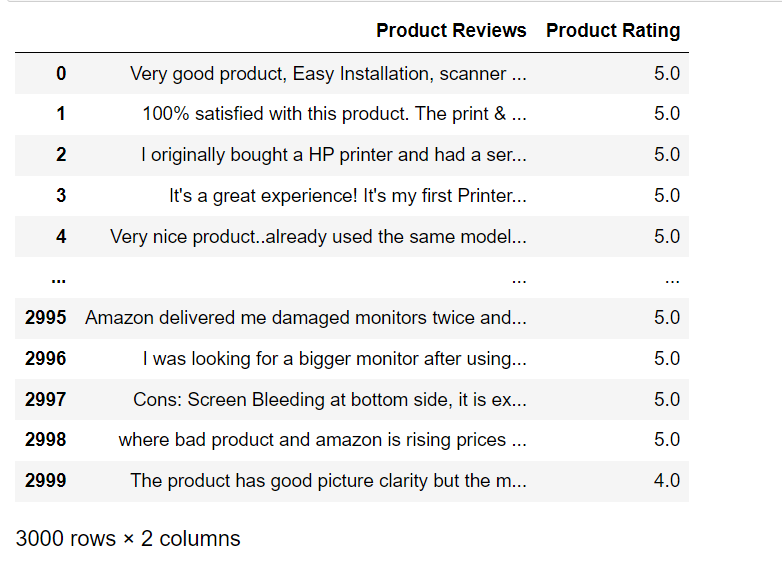 Product Reviews Product Rating
0 Very good product, Easy Installation, scanner ... 5.0
1 100% satisfied with this product. The print & ... 5.0
2 I originally bought a HP printer and had a ser... 5.0
3 It's a great experience! It's my first Printer... 5.0
4 Very nice product..already used the same model... 5.0
... ... ...
2995 Amazon delivered me damaged monitors twice and... 5.0
2996 I was looking for a bigger monitor after using... 5.0
2997 Cons: Screen Bleeding at bottom side, it is ex... 5.0
2998 where bad product and amazon is rising prices ... 5.0
2999 The product has good picture clarity but the m... 4.0
3000 rows × 2 columns